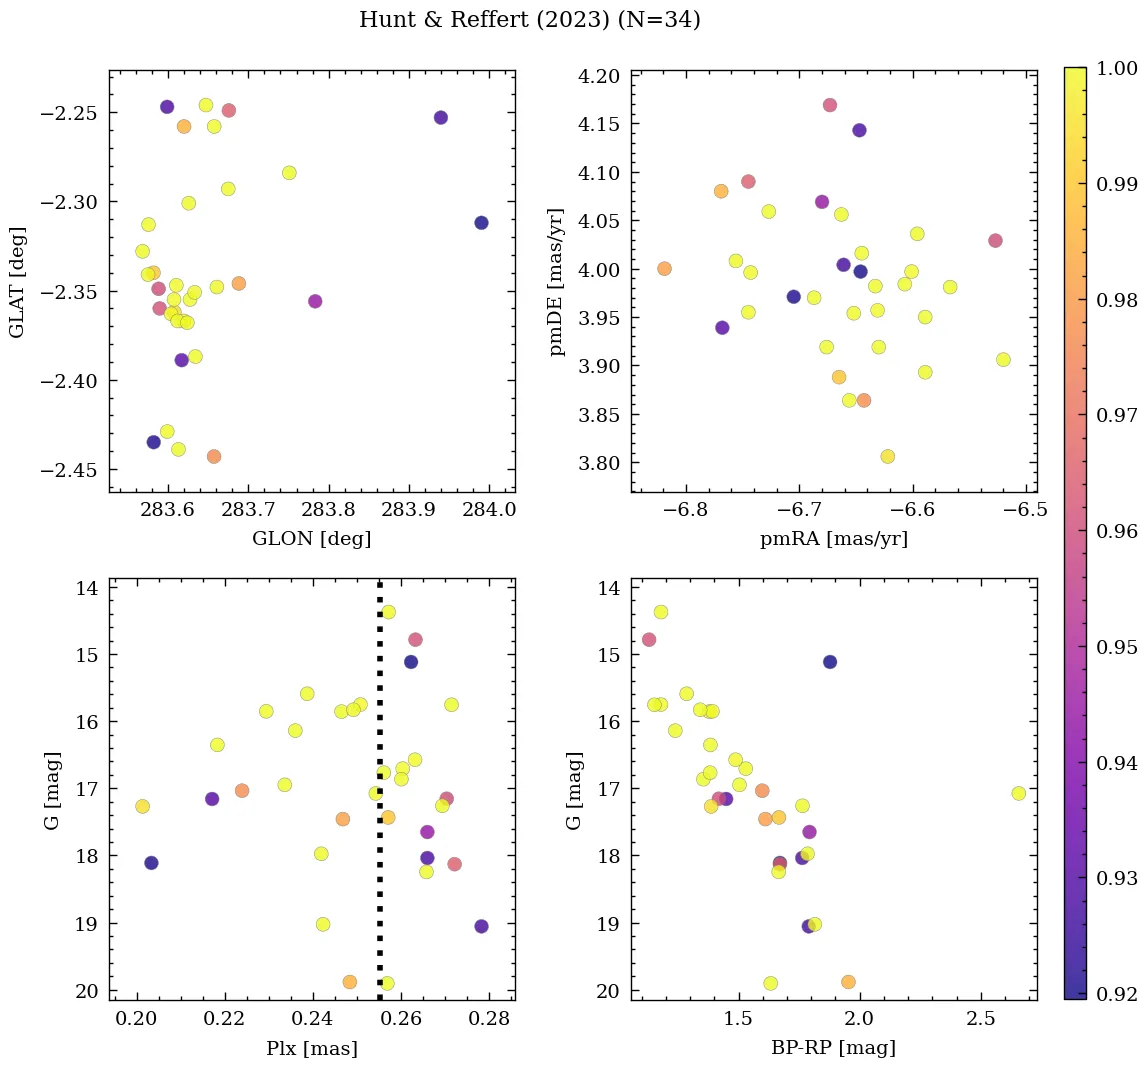 Hunt & Reffert (2023) (N=34)
−2.25
−2.30
−2.35
−2.40
−2.45
GLAT [deg]
283.6 283.7 283.8 283.9 284.0
GLON [deg]
4.20
4.15
4.10
4.05
4.00
3.95
3.90
3.85
3.80
pmDE [mas/yr]
−6.8 −6.7 −6.6 −6.5
pmRA [mas/yr]
14
15
16
17
18
19
20
G [mag]
0.20 0.22 0.24 0.26 0.28
Plx [mas]
14
15
16
17
18
19
20
G [mag]
1.5 2.0 2.5
BP-RP [mag]
1.00
0.99
0.98
0.97
0.96
0.95
0.94
0.93
0.92